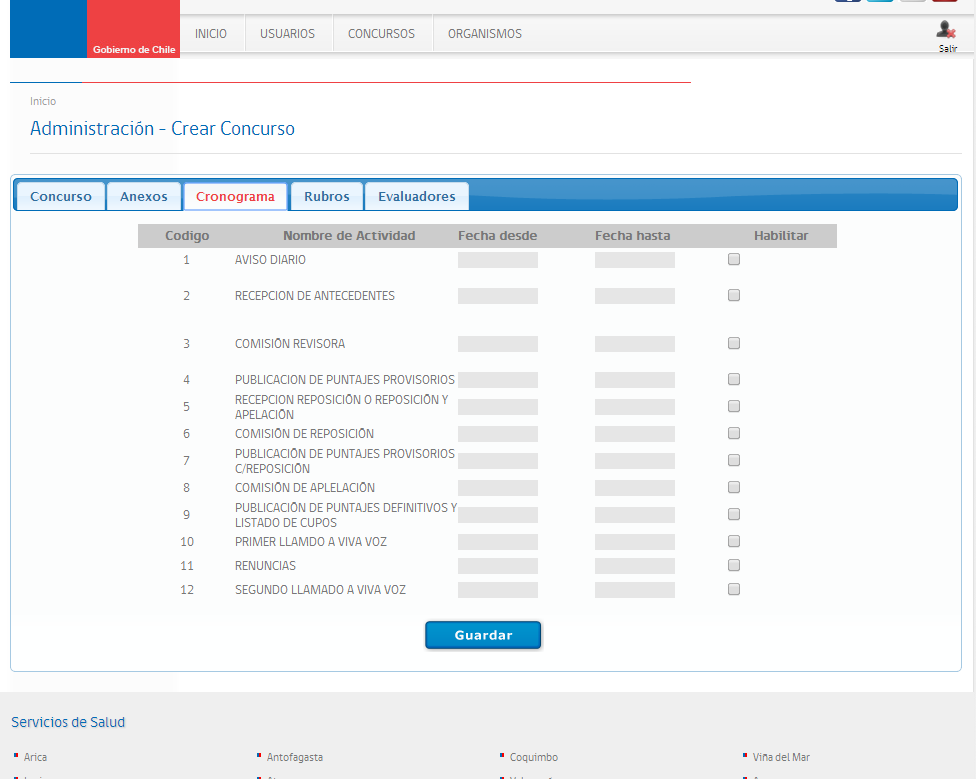 Gobierno de Chile
INICIO USUARIOS CONCURSOS ORGANISMOS
Salir
Inicio
Administración - Crear Concurso
Concurso Anexos Cronograma Rubros Evaluadores
Codigo Nombre de Actividad Fecha desde Fecha hasta Habilitar
1 AVISO DIARIO
2 RECEPCION DE ANTECEDENTES
3 COMISIÓN REVISORA
4 PUBLICACION DE PUNTAJES PROVISORIOS
5 RECEPCION REPOSICIÓN O REPOSICIÓN Y
APELACIÓN
6 COMISIÓN DE REPOSICIÓN
7 PUBLICACIÓN DE PUNTAJES PROVISORIOS
C/REPOSICIÓN
8 COMISIÓN DE APLELACIÓN
9 PUBLICACIÓN DE PUNTAJES DEFINITIVOS Y
LISTADO DE CUPOS
10 PRIMER LLAMDO A VIVA VOZ
11 RENUNCIAS
12 SEGUNDO LLAMADO A VIVA VOZ
Guardar
Servicios de Salud
Arica Antofagasta Coquimbo Viña del Mar